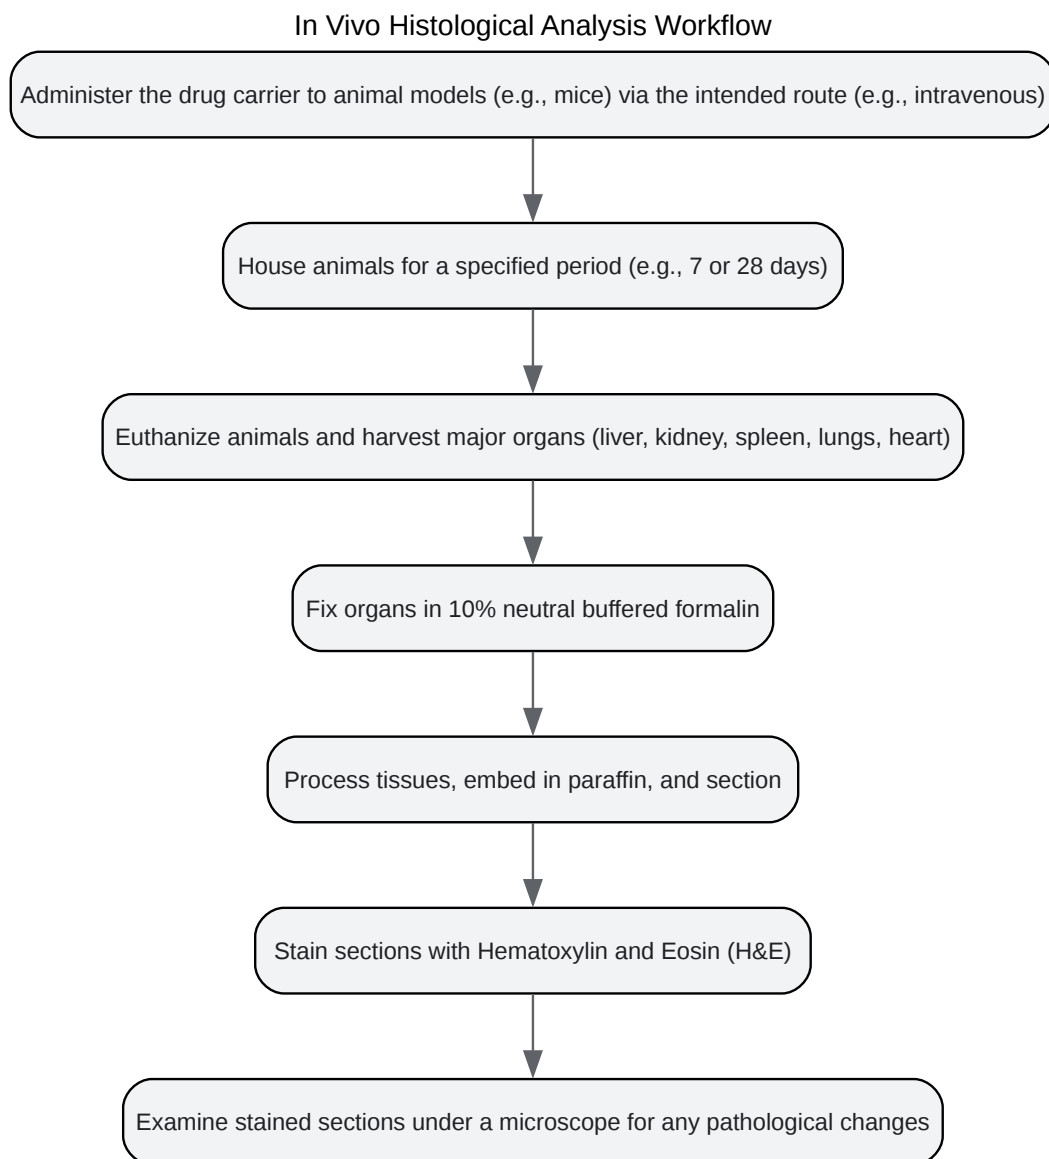 In Vivo Histological Analysis Workflow
Administer the drug carrier to animal models (e.g., mice) via the intended route (e.g., intravenous)
House animals for a specified period (e.g., 7 or 28 days)
Euthanize animals and harvest major organs (liver, kidney, spleen, lungs, heart)
Fix organs in 10% neutral buffered formalin
Process tissues, embed in paraffin, and section
Stain sections with Hematoxylin and Eosin (H&E)
Examine stained sections under a microscope for any pathological changes